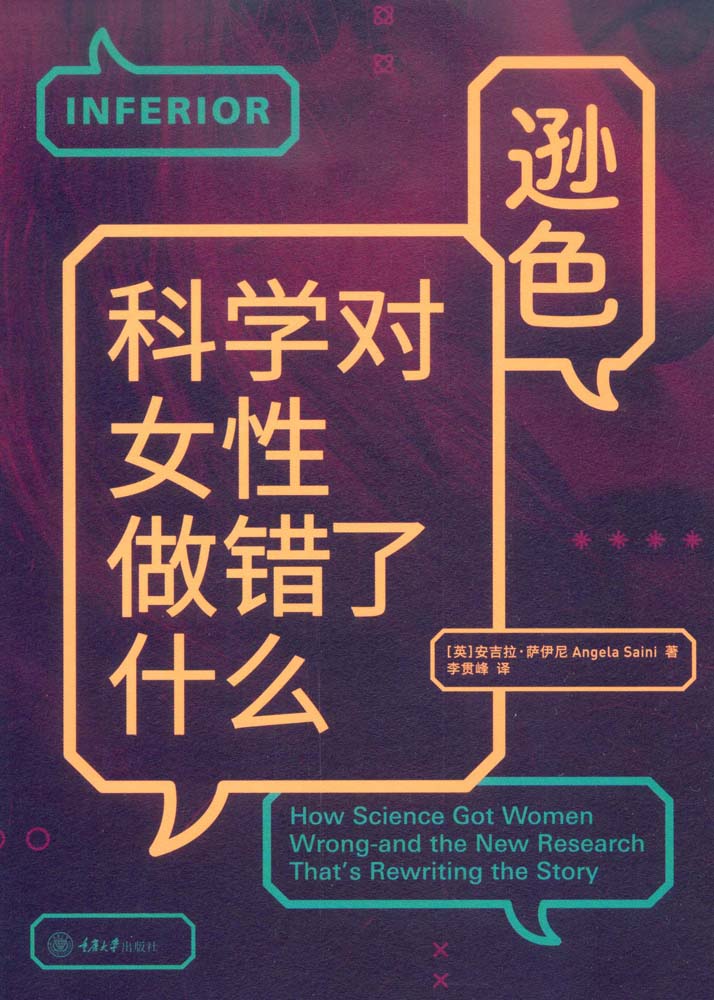 INFERIOR
逊色
科学对
女性
做错了
什么
[英]安吉拉·萨伊尼 Angela Saini 著
李贯峰 译
How Science Got Women
Wrong-and the New Research
That's Rewriting the Story
重庆大学出版社